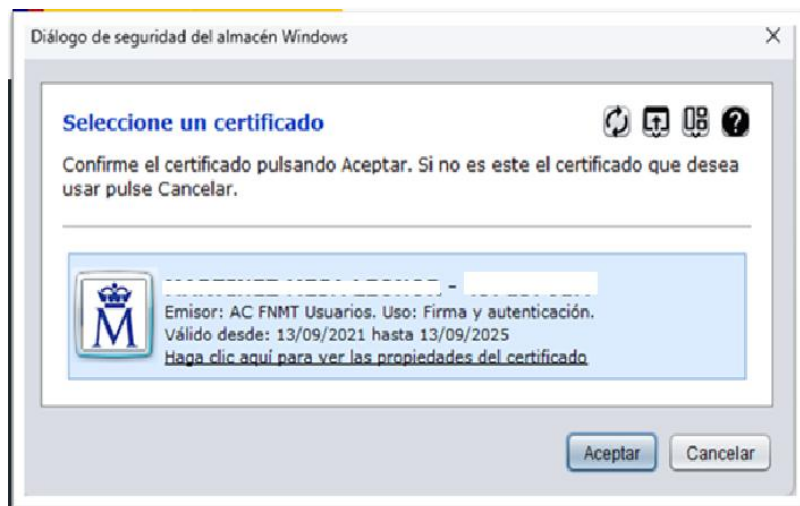 Diálogo de seguridad del almacén Windows
Seleccione un certificado
Confirme el certificado pulsando Aceptar. Si no es este el certificado que desea
usar pulse Cancelar.
-
Emisor: AC FNMT Usuarios. Uso: Firma y autenticación.
Válido desde: 13/09/2021 hasta 13/09/2025
Haga clic aquí para ver las propiedades del certificado
Aceptar
Cancelar